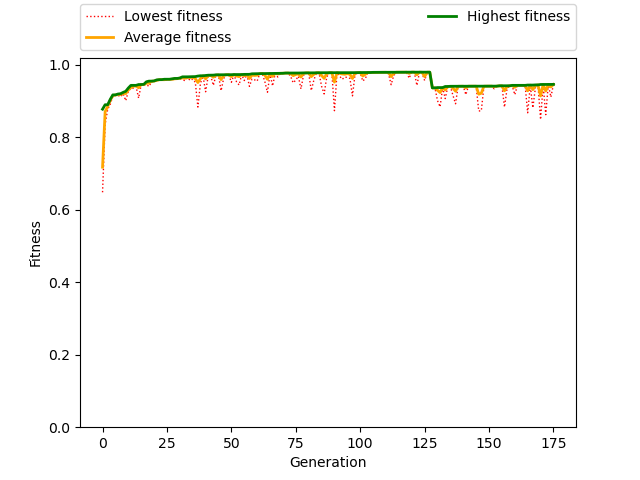 Lowest fitness
Average fitness
Highest fitness
1.0
0.8
0.6
0.4
0.2
0.0
Fitness
0 25 50 75 100 125 150 175
Generation